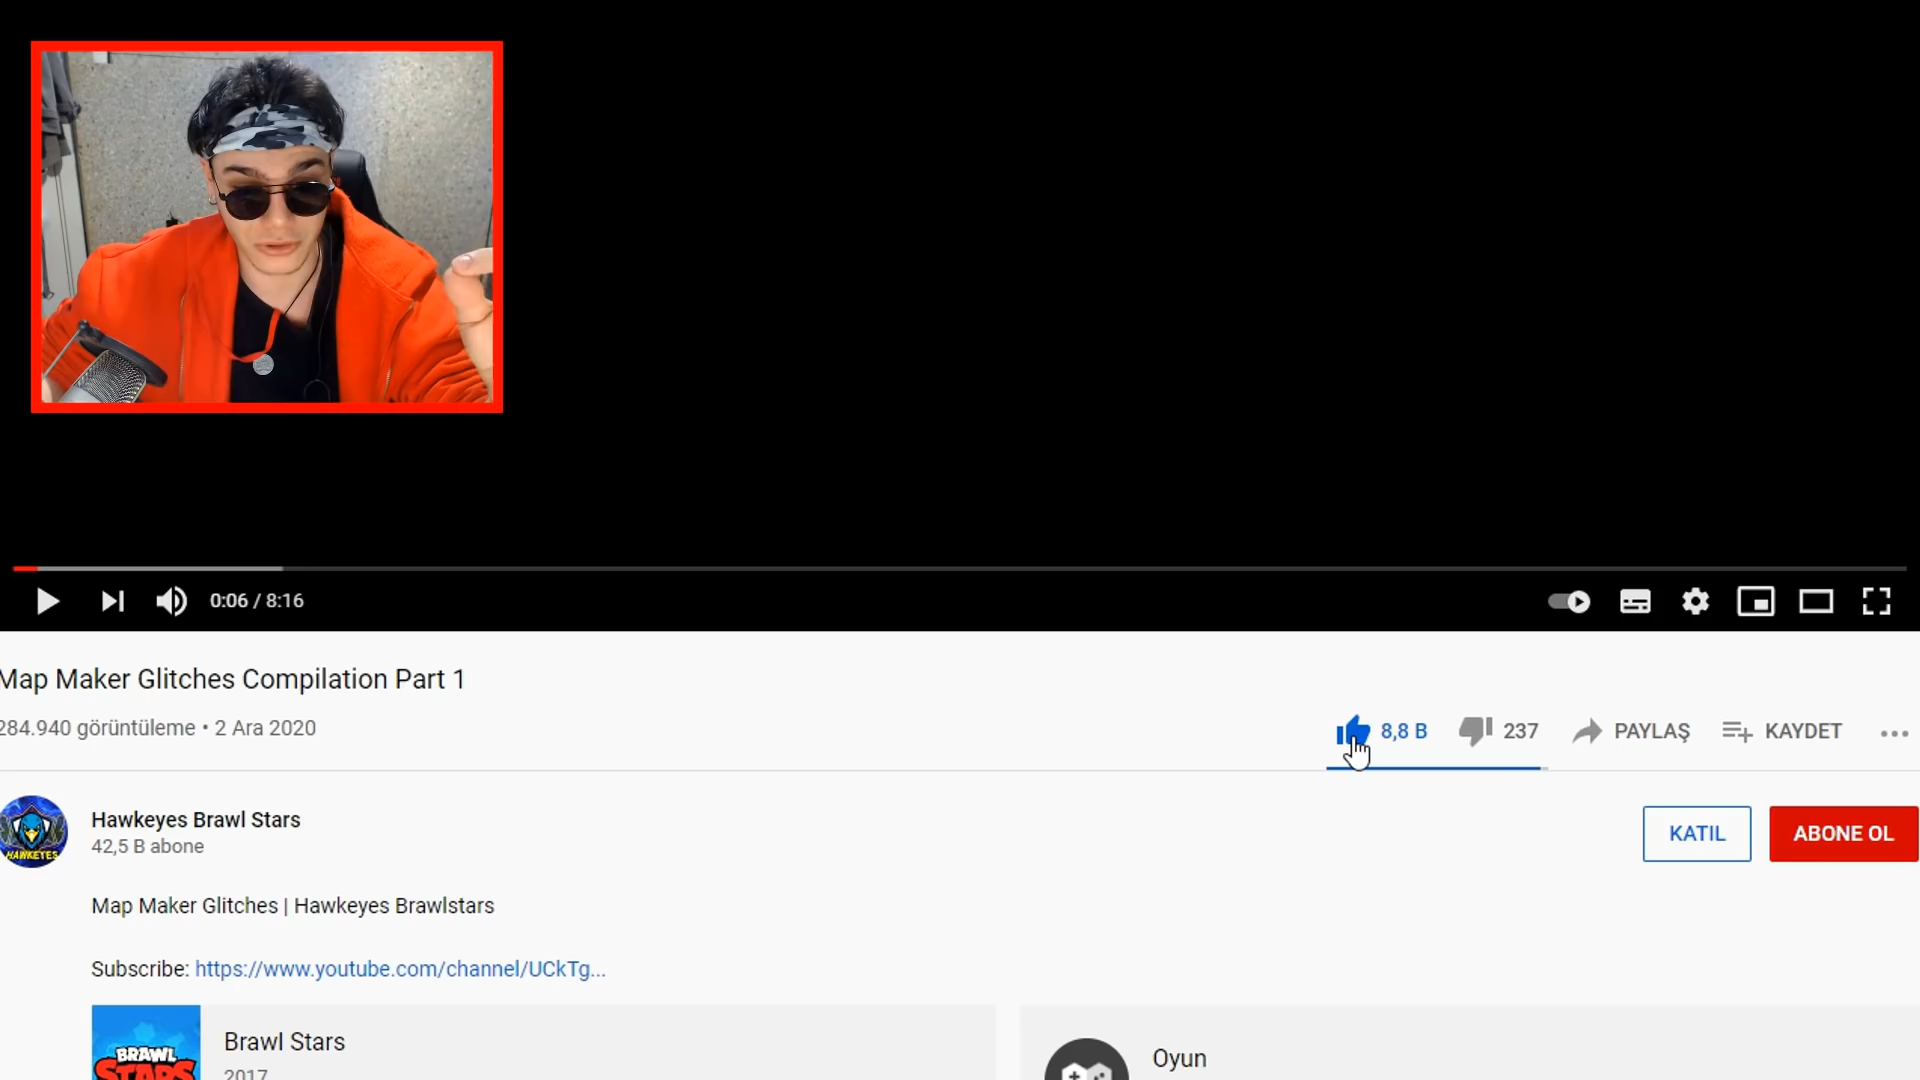 0:06 / 8:16
Map Maker Glitches Compilation Part 1
284.940 görüntüleme • 2 Ara 2020
8,8 B
237
PAYLAŞ
KAYDET
Hawkeyes Brawl Stars
42,5 B abone
HAWKEYES
KATIL
ABONE OL
Map Maker Glitches | Hawkeyes Brawlstars
Subscribe: https://www.youtube.com/channel/UCkTg...
BRAWL
STARS
Brawl Stars
2017
Oyun